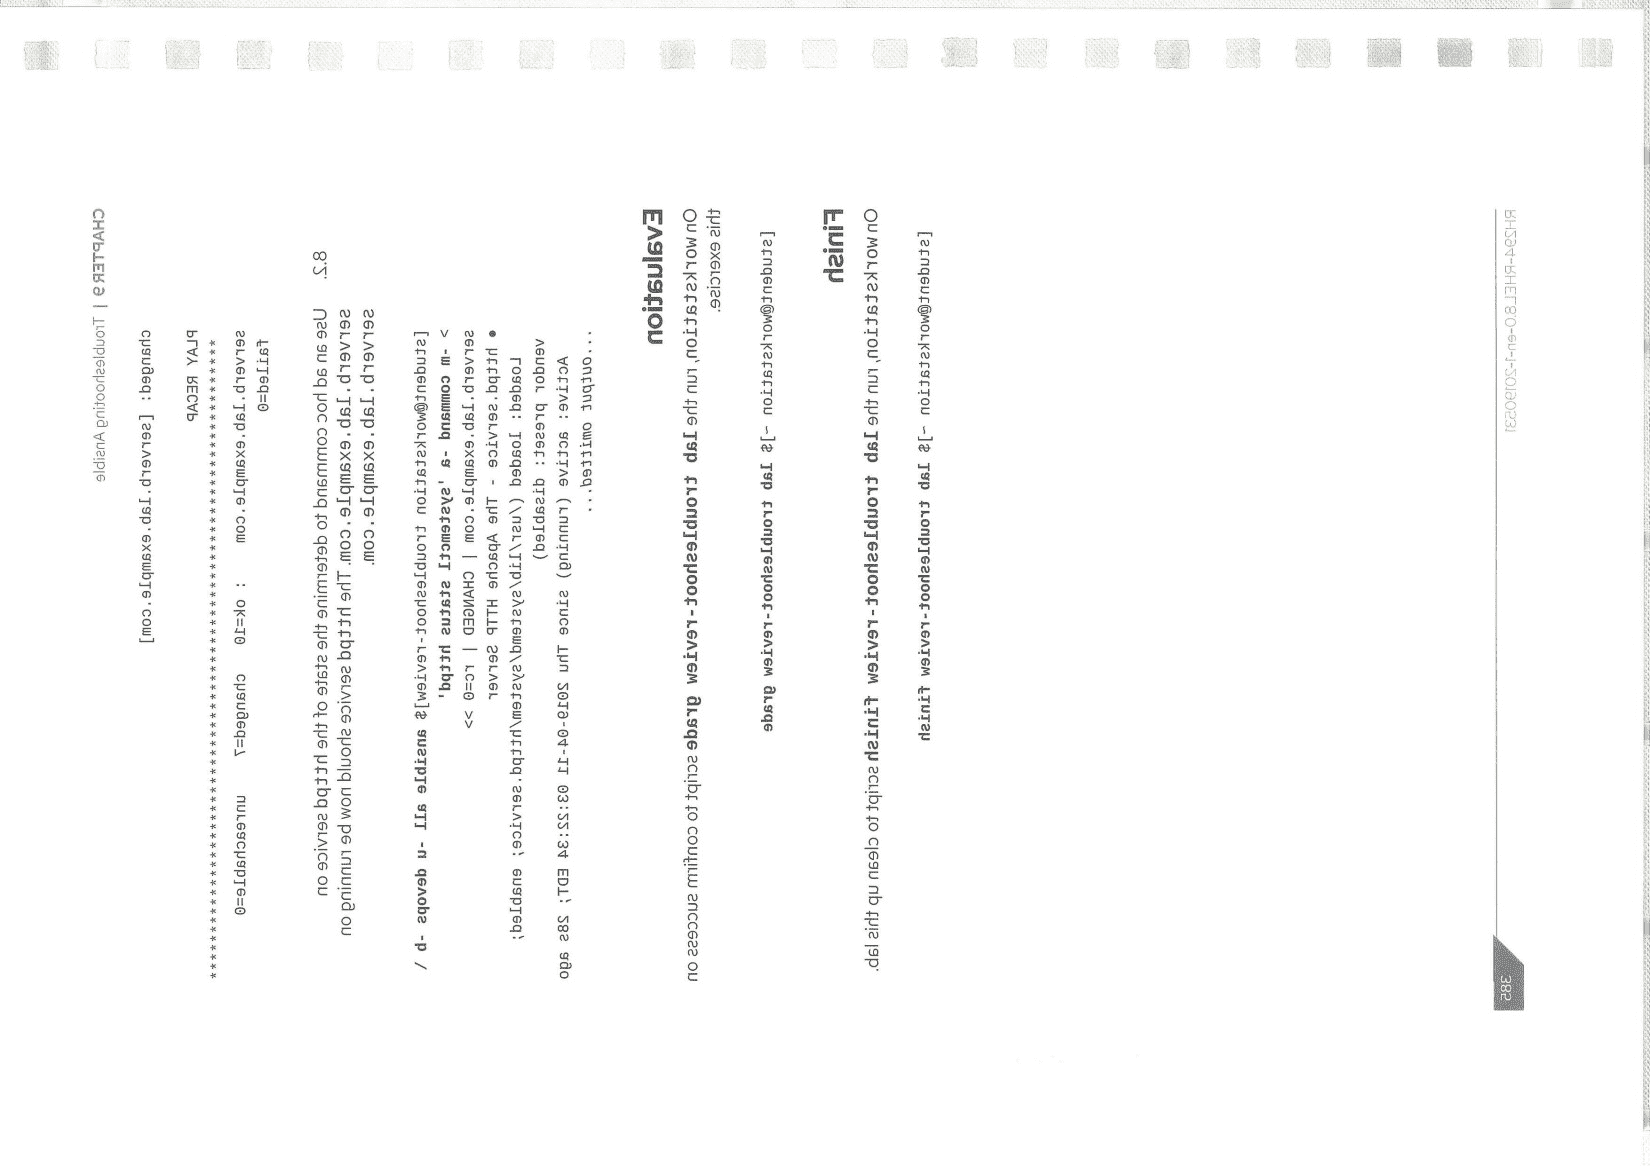 CHAPTER 9 | Troubleshooting Ansible
changed: [serverb.lab.example.com]
PLAY RECAP
*********************************************************************
serverb.lab.example.com : ok=10 changed=7 unreachable=0
failed=0
8.2. Use an ad hoc command to determine the state of the httpd service on
serverb.lab.example.com. The httpd service should now be running on
serverb.lab.example.com.
[student@workstation troubleshoot-review]$ ansible all -u devops -b \
> -m command -a 'systemctl status httpd'
serverb.lab.example.com | CHANGED | rc=0 >>
● httpd.service - The Apache HTTP Server
Loaded: loaded (/usr/lib/systemd/system/httpd.service; enabled;
vendor preset: disabled)
Active: active (running) since Thu 2019-04-11 03:22:34 EDT; 28s ago
...output omitted...
Evaluation
On workstation, run the lab troubleshoot-review grade script to confirm success on
this exercise.
[student@workstation ~]$ lab troubleshoot-review grade
Finish
On workstation, run the lab troubleshoot-review finish script to clean up this lab.
[student@workstation ~]$ lab troubleshoot-review finish
RH294-RHEL8.0-en-1-20190531
385